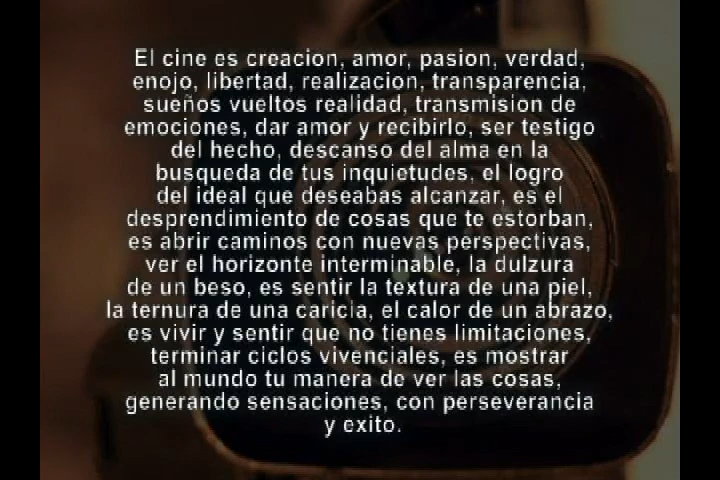 El cine es creacion, amor, pasion, verdad,
enojo, libertad, realizacion, transparencia,
sueños vueltos realidad, transmision de
emociones, dar amor y recibirlo, ser testigo
del hecho, descanso del alma en la
busqueda de tus inquietudes, el logro
del ideal que deseabas alcanzar, es el
desprendimiento de cosas que te estorban,
es abrir caminos con nuevas perspectivas,
ver el horizonte interminable, la dulzura
de un beso, es sentir la textura de una piel,
la ternura de una caricia, el calor de un abrazo,
es vivir y sentir que no tienes limitaciones,
terminar ciclos vivenciales, es mostrar
al mundo tu manera de ver las cosas,
generando sensaciones, con perseverancia
y exito.